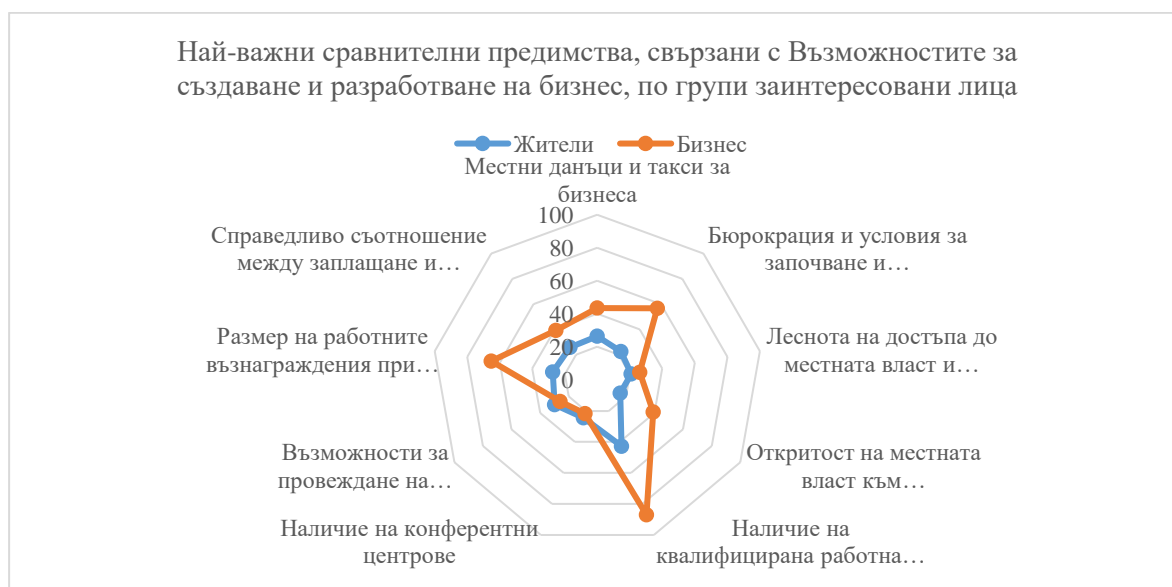 Най-важни сравнителни предимства, свързани с Възможностите за
създаване и разработване на бизнес, по групи заинтересовани лица
Жители
Бизнес
Местни данъци и такси за
бизнеса
Бюрокрация и условия за
започване и…
Леснота на достъпа до
местната власт и…
Откритост на местната
власт към…
Наличие на
квалифицирана работна…
Наличие на конферентни
центрове
Възможности за
провеждане на…
Размер на работните
възнаграждения при…
Справедливо съотношение
между заплащане и…
100
80
60
40
20
0